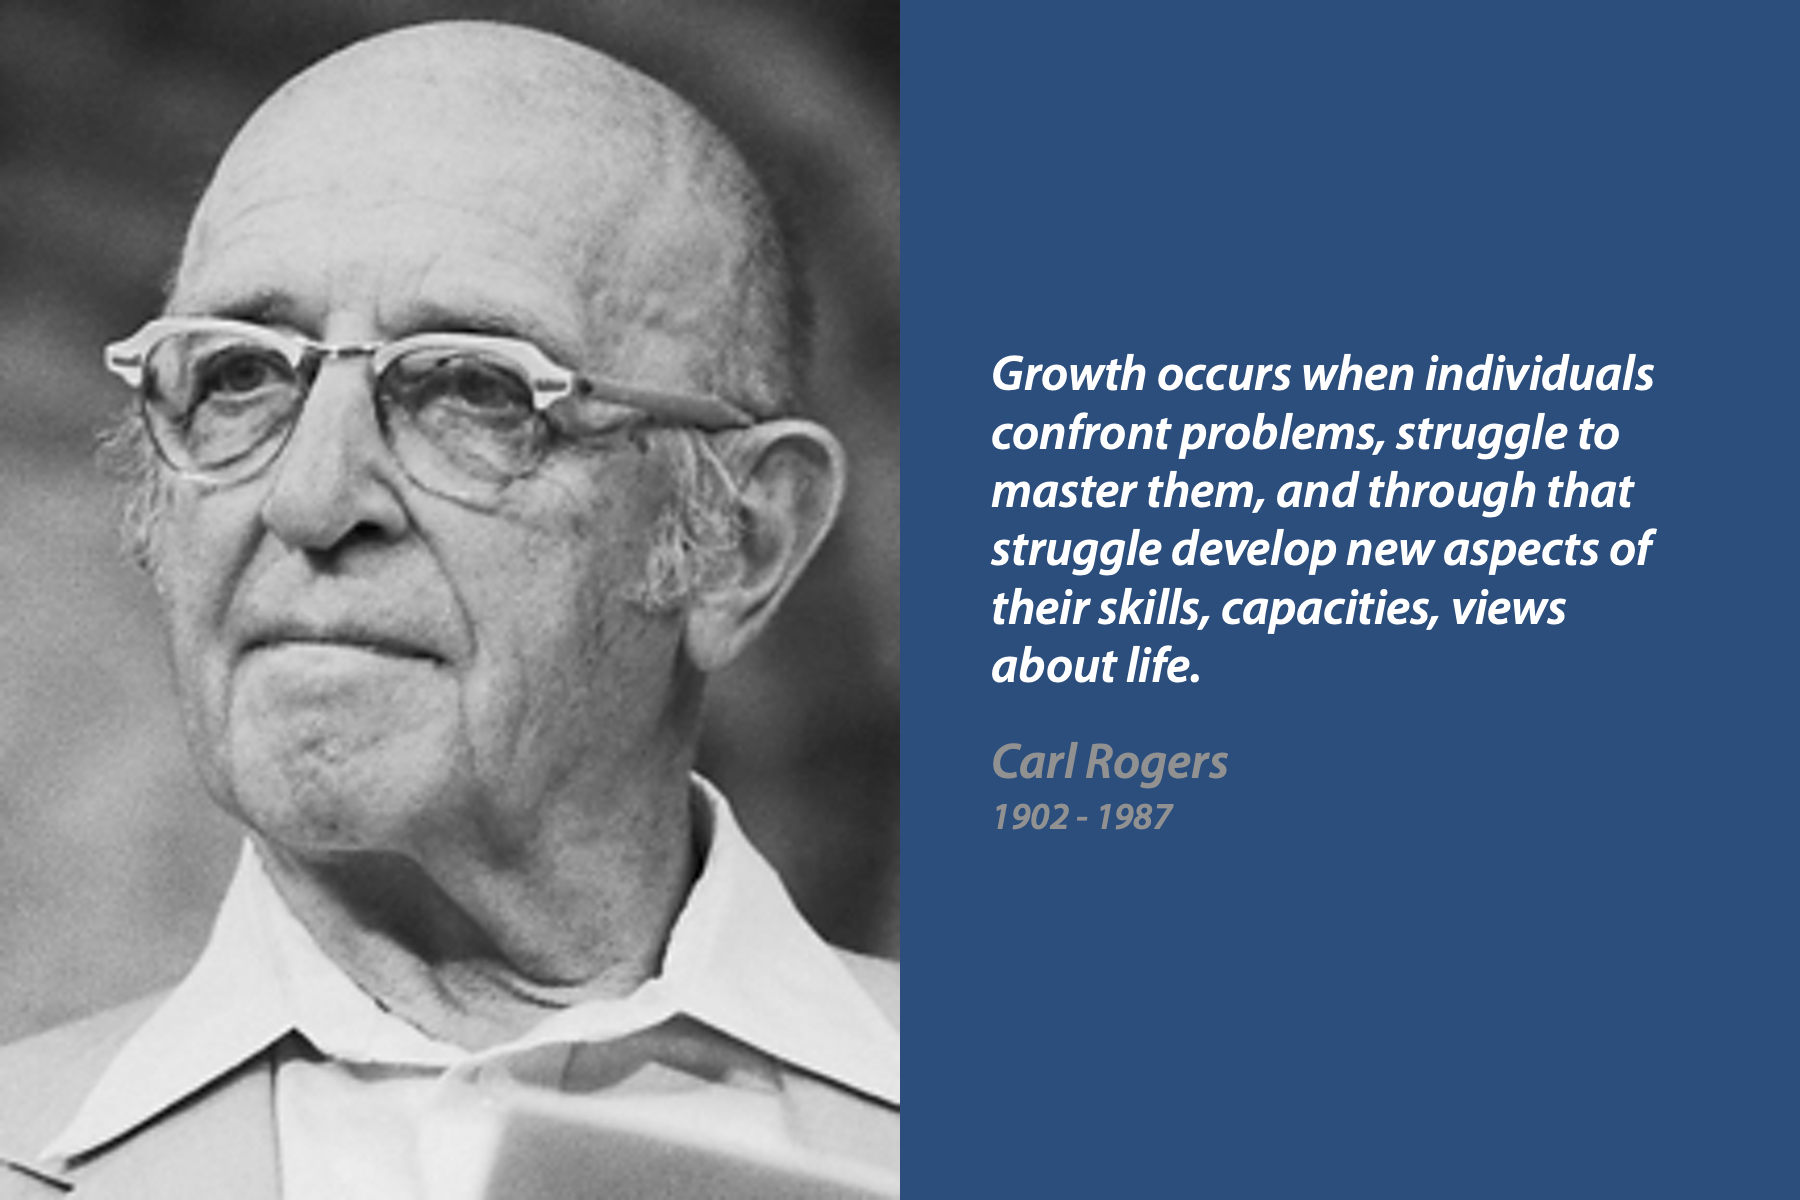 Growth occurs when individuals
confront problems, struggle to
master them, and through that
struggle develop new aspects of
their skills, capacities, views
about life.
Carl Rogers
1902 - 1987